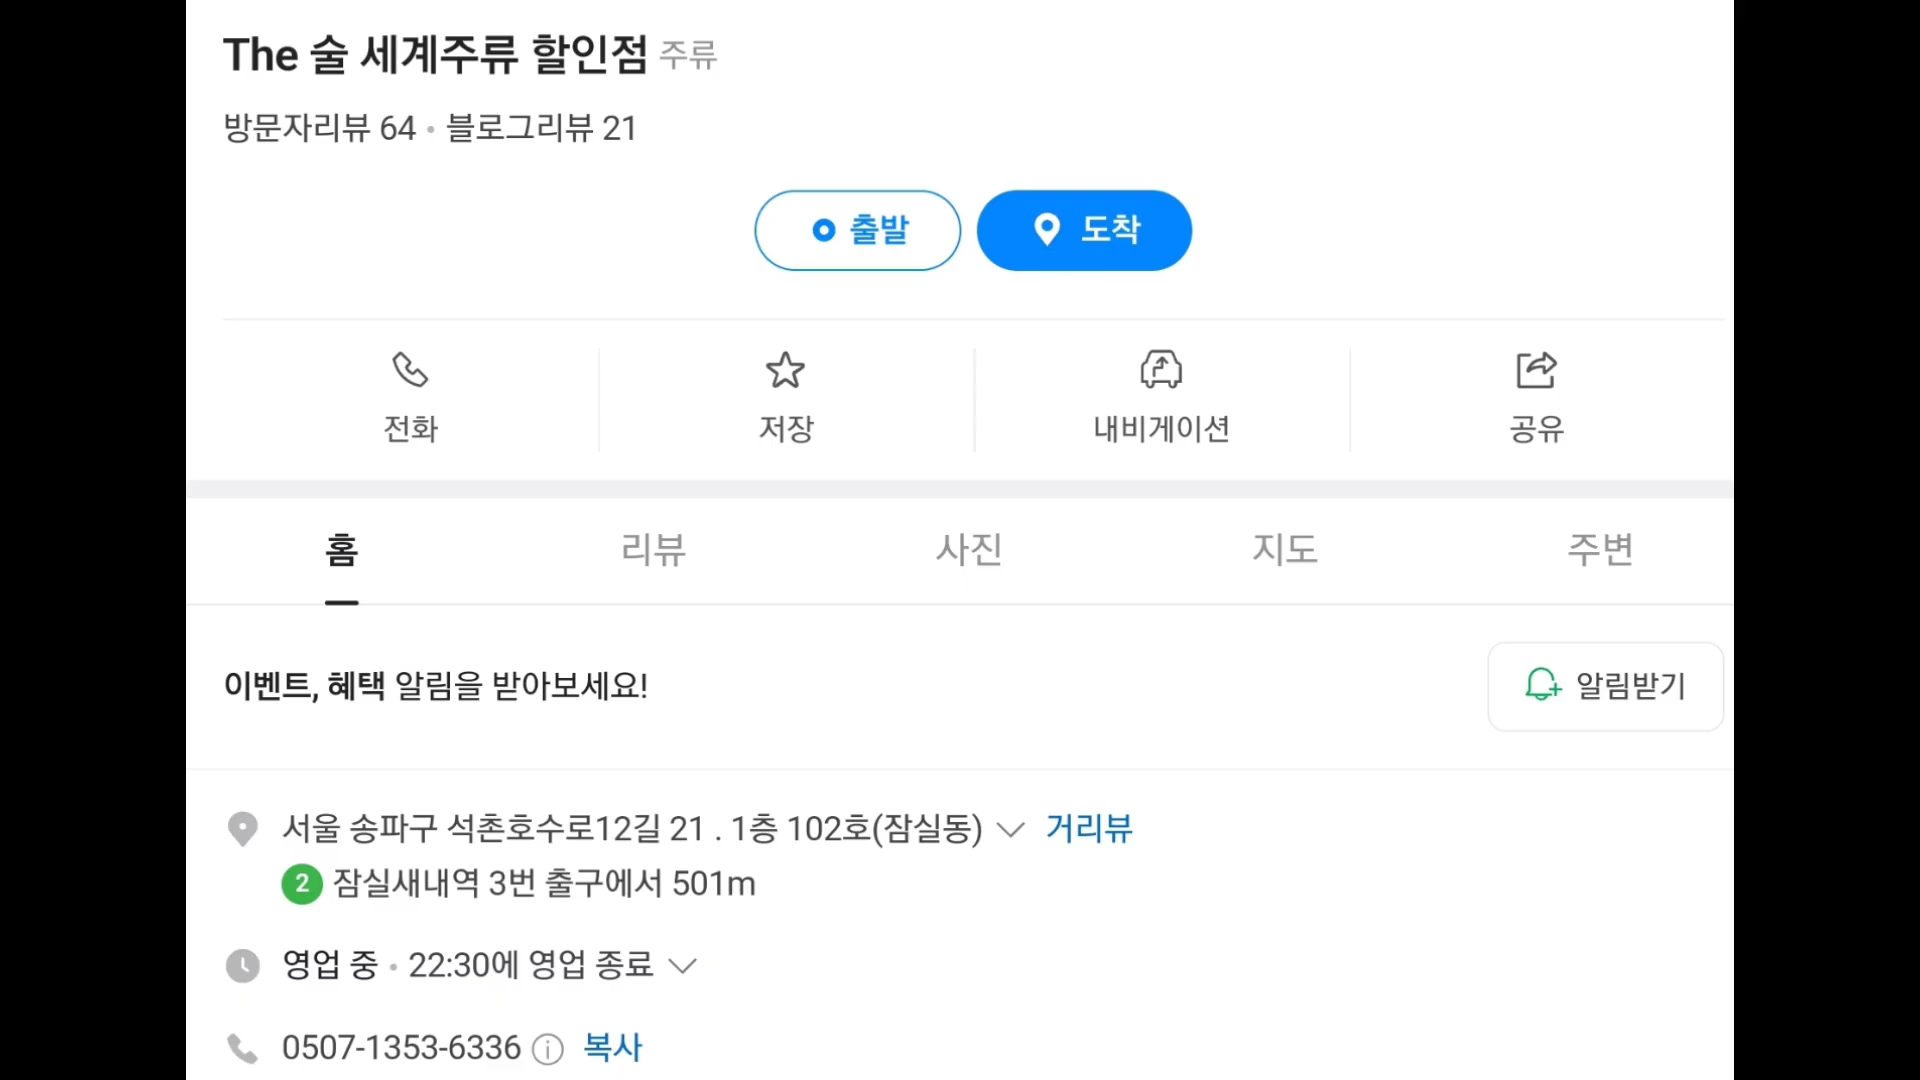 The 술 세계주류 할인점 주류
방문자리뷰 64 • 블로그리뷰 21
출발 도착
전화 저장 내비게이션 공유
홈 리뷰 사진 지도 주변
이벤트, 혜택 알림을 받아보세요! 알림받기
서울 송파구 석촌호수로12길 21 . 1층 102호(잠실동) 거리뷰
2 잠실새내역 3번 출구에서 501m
영업 중 • 22:30에 영업 종료
0507-1353-6336 복사